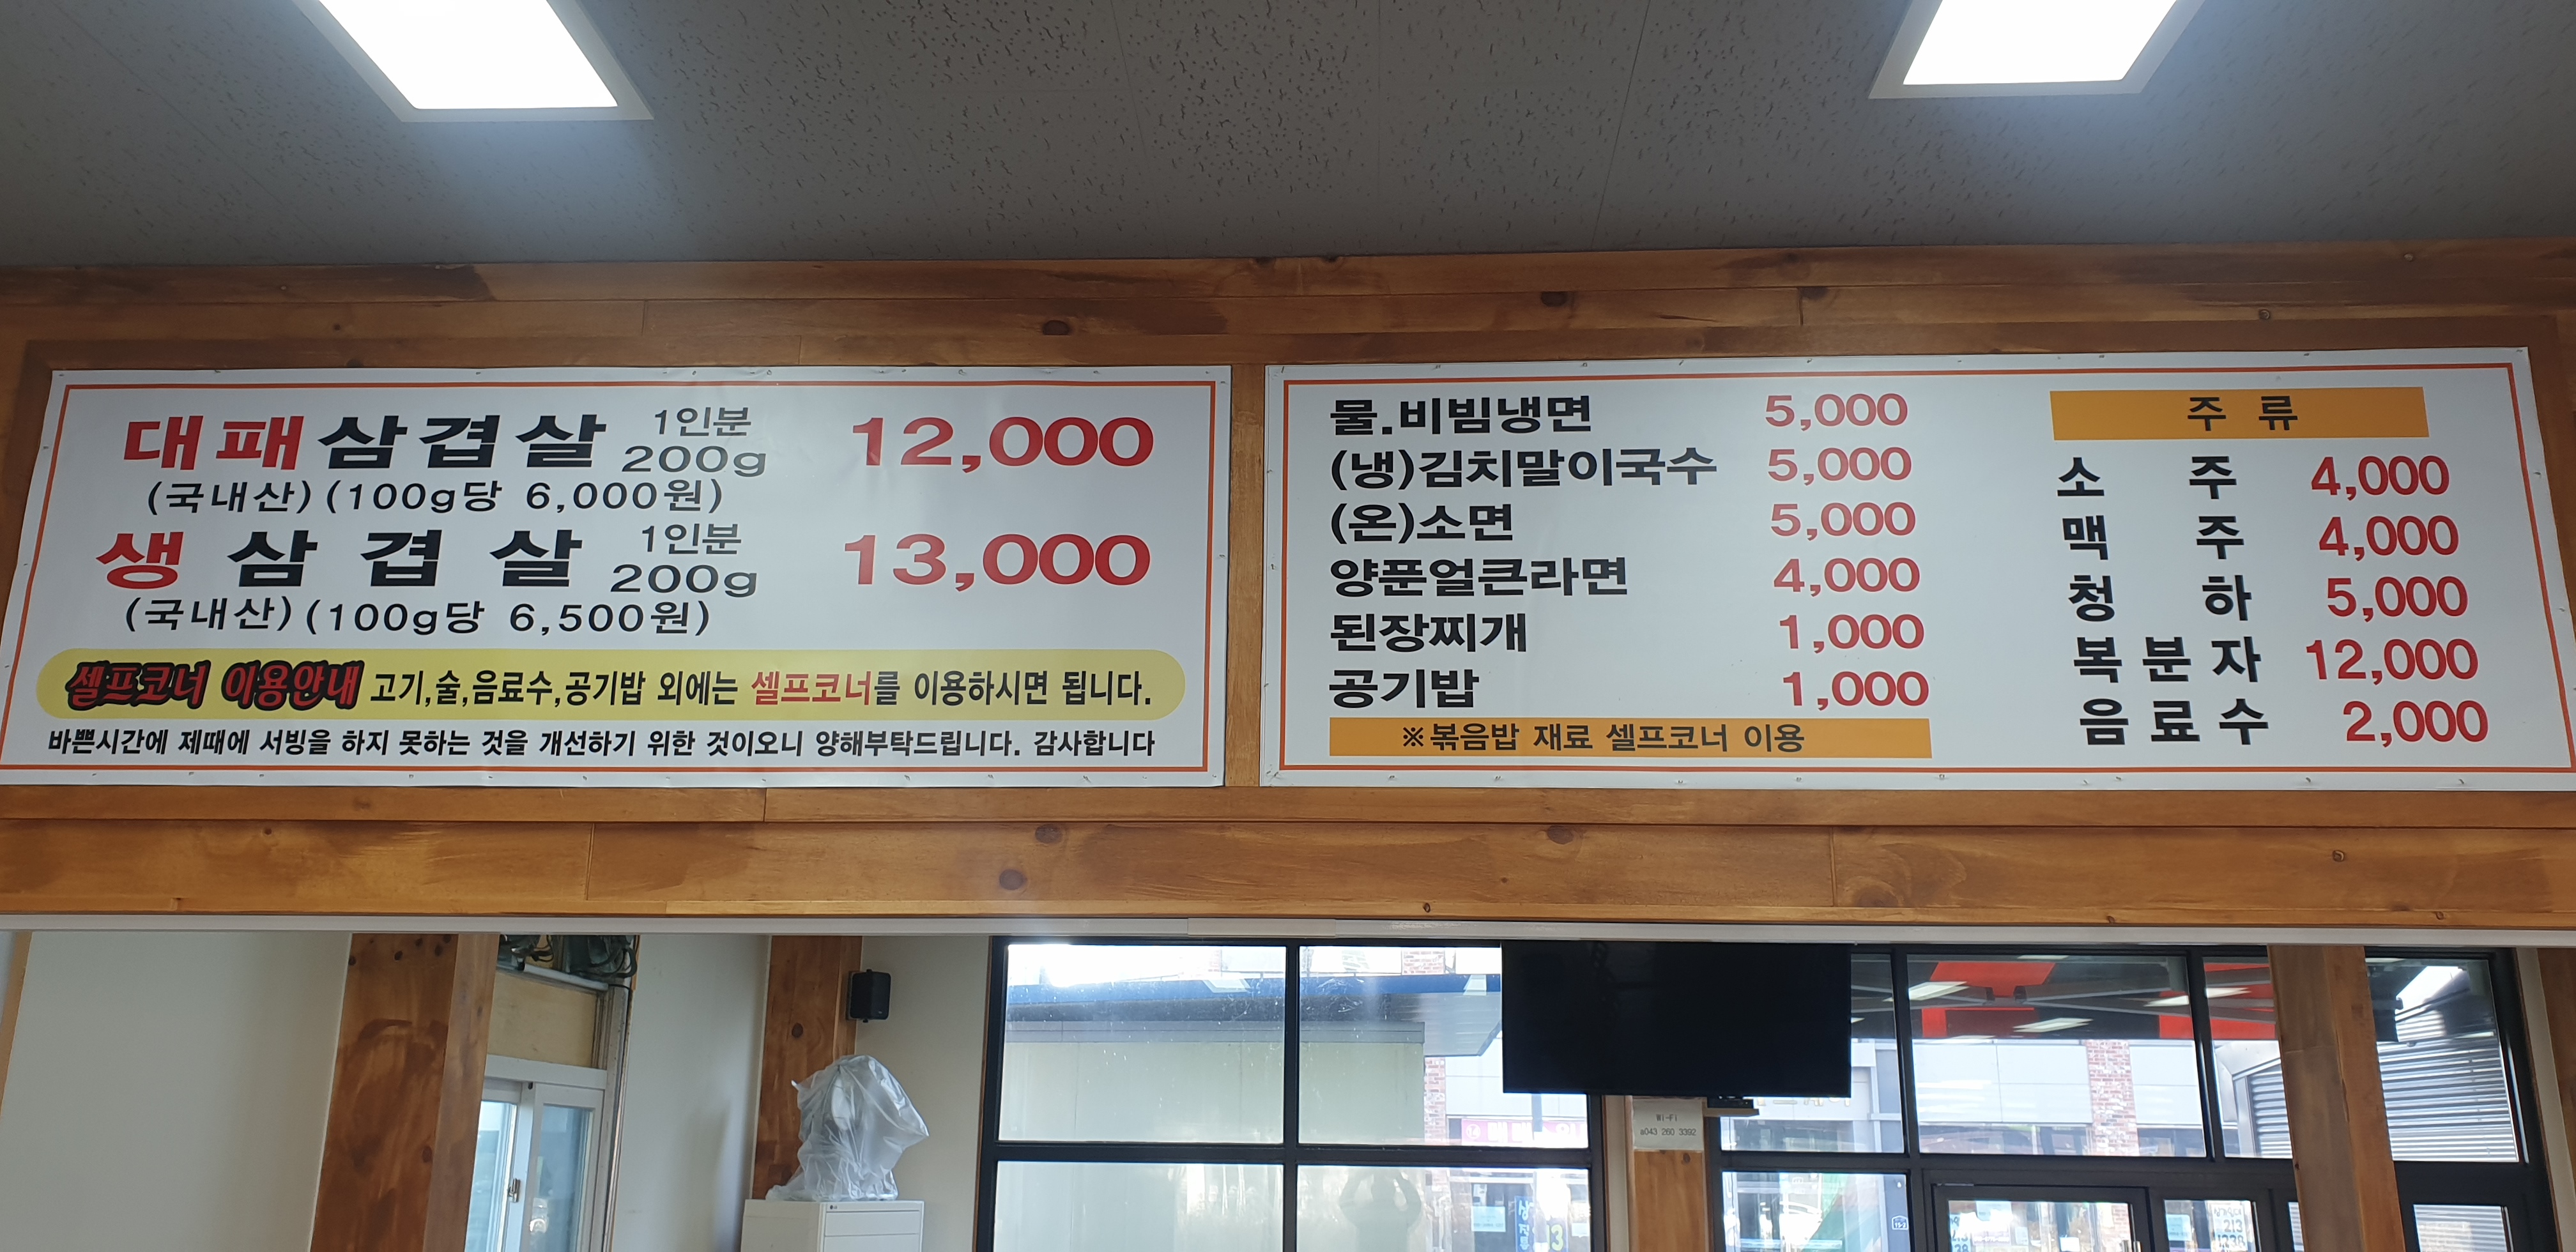 대패삼겹살 1인분 200g 12,000
(국내산)(100g당 6,000원)
생삼겹살 1인분 200g 13,000
(국내산)(100g당 6,500원)
셀프코너 이용안내 고기,술,음료수,공기밥 외에는 셀프코너를 이용하시면 됩니다.
바쁜시간에 제때에 서빙을 하지 못하는 것을 개선하기 위한 것이오니 양해부탁드립니다. 감사합니다
물.비빔냉면 5,000
(냉)김치말이국수 5,000
(온)소면 5,000
양푼얼큰라면 4,000
된장찌개 1,000
공기밥 1,000
※볶음밥 재료 셀프코너 이용
주류
소주 4,000
맥주 4,000
청하 5,000
복분자 12,000
음료수 2,000
Wi-Fi
a043 260 3392